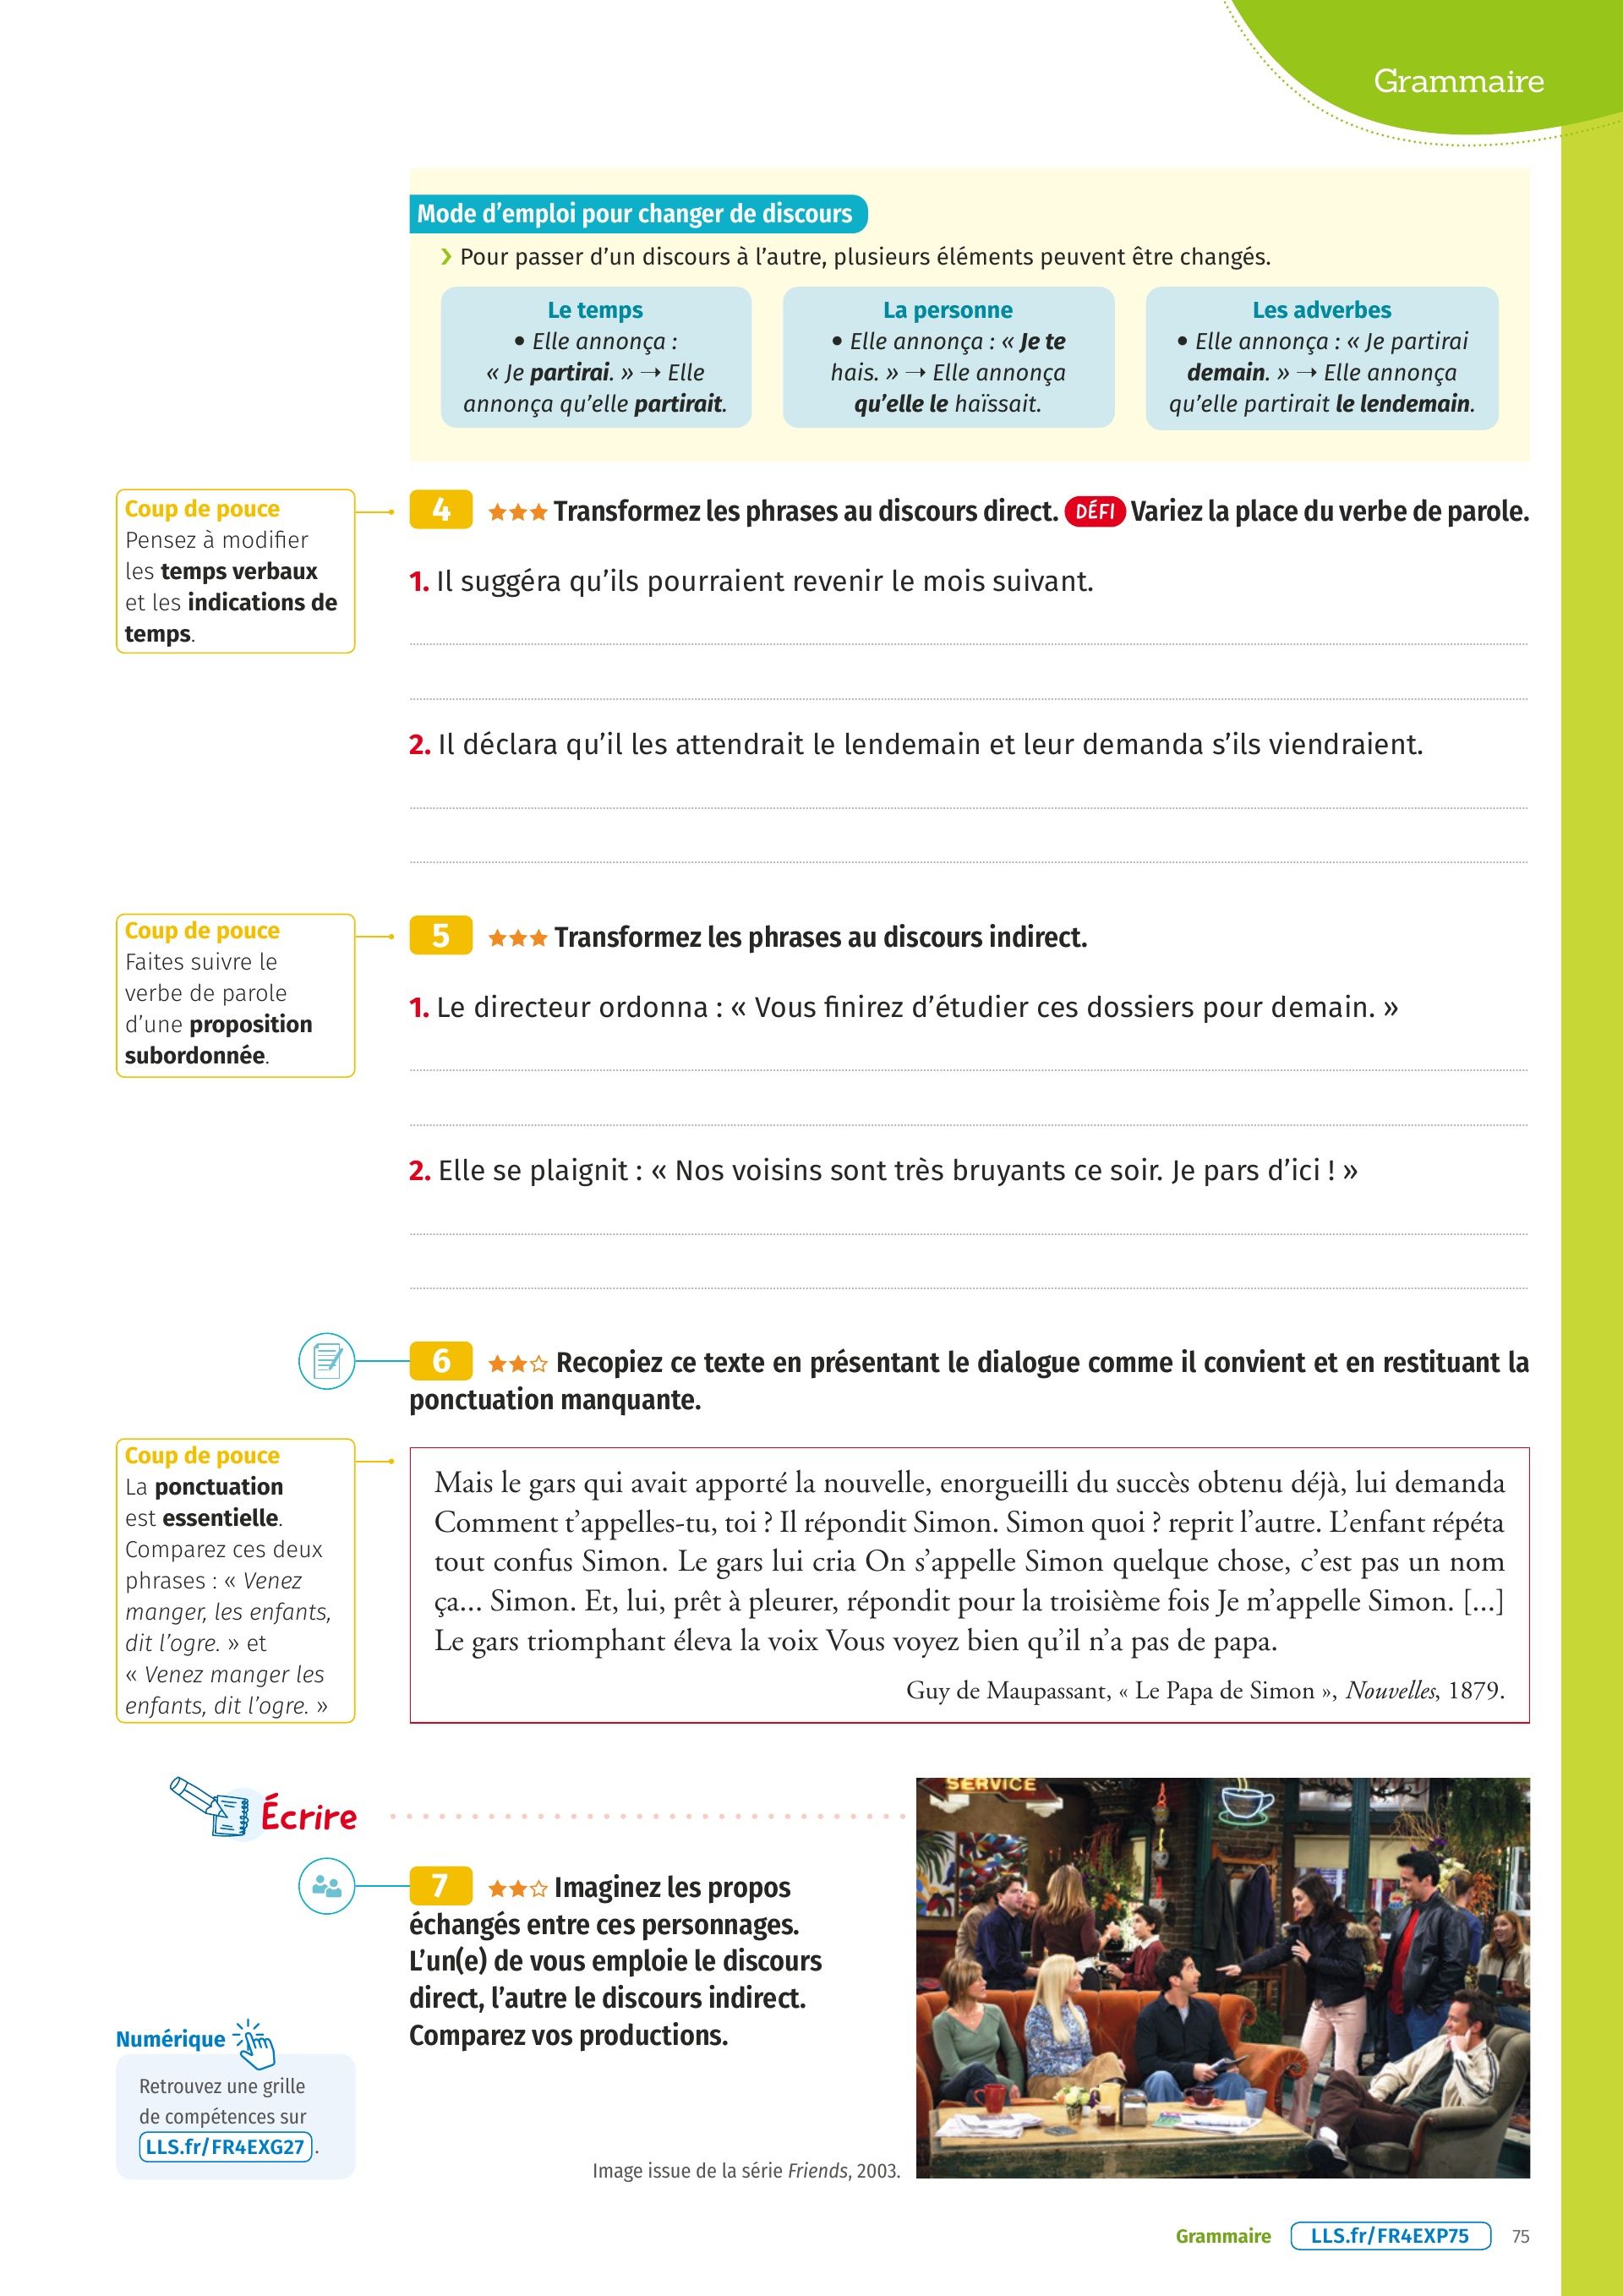 Grammaire
Mode d’emploi pour changer de discours
› Pour passer d’un discours à l’autre, plusieurs éléments peuvent être changés.
Le temps
• Elle annonça :
« Je partirai. » → Elle
annonça qu’elle partirait.
La personne
• Elle annonça : « Je te
hais. » → Elle annonça
qu’elle le haïssait.
Les adverbes
• Elle annonça : « Je partirai
demain. » → Elle annonça
qu’elle partirait le lendemain.
Coup de pouce
Pensez à modifier
les temps verbaux
et les indications de
temps.
4 ★★★ Transformez les phrases au discours direct. DÉFI Variez la place du verbe de parole.
1. Il suggéra qu’ils pourraient revenir le mois suivant.
2. Il déclara qu’il les attendrait le lendemain et leur demanda s’ils viendraient.
Coup de pouce
Faites suivre le
verbe de parole
d’une proposition
subordonnée.
5 ★★★ Transformez les phrases au discours indirect.
1. Le directeur ordonna : « Vous finirez d’étudier ces dossiers pour demain. »
2. Elle se plaignit : « Nos voisins sont très bruyants ce soir. Je pars d’ici ! »
6 ★★☆ Recopiez ce texte en présentant le dialogue comme il convient et en restituant la
ponctuation manquante.
Coup de pouce
La ponctuation
est essentielle.
Comparez ces deux
phrases : « Venez
manger, les enfants,
dit l’ogre. » et
« Venez manger les
enfants, dit l’ogre. »
Mais le gars qui avait apporté la nouvelle, enorgueilli du succès obtenu déjà, lui demanda
Comment t’appelles-tu, toi ? Il répondit Simon. Simon quoi ? reprit l’autre. L’enfant répéta
tout confus Simon. Le gars lui cria On s’appelle Simon quelque chose, c’est pas un nom
ça... Simon. Et, lui, prêt à pleurer, répondit pour la troisième fois Je m’appelle Simon. [...]
Le gars triomphant éleva la voix Vous voyez bien qu’il n’a pas de papa.
Guy de Maupassant, « Le Papa de Simon », Nouvelles, 1879.
Écrire
SERVICE
7 ★★☆ Imaginez les propos
échangés entre ces personnages.
L’un(e) de vous emploie le discours
direct, l’autre le discours indirect.
Comparez vos productions.
Numérique
Retrouvez une grille
de compétences sur
LLS.fr/FR4EXG27.
Image issue de la série Friends, 2003.
Grammaire LLS.fr/FR4EXP75 75